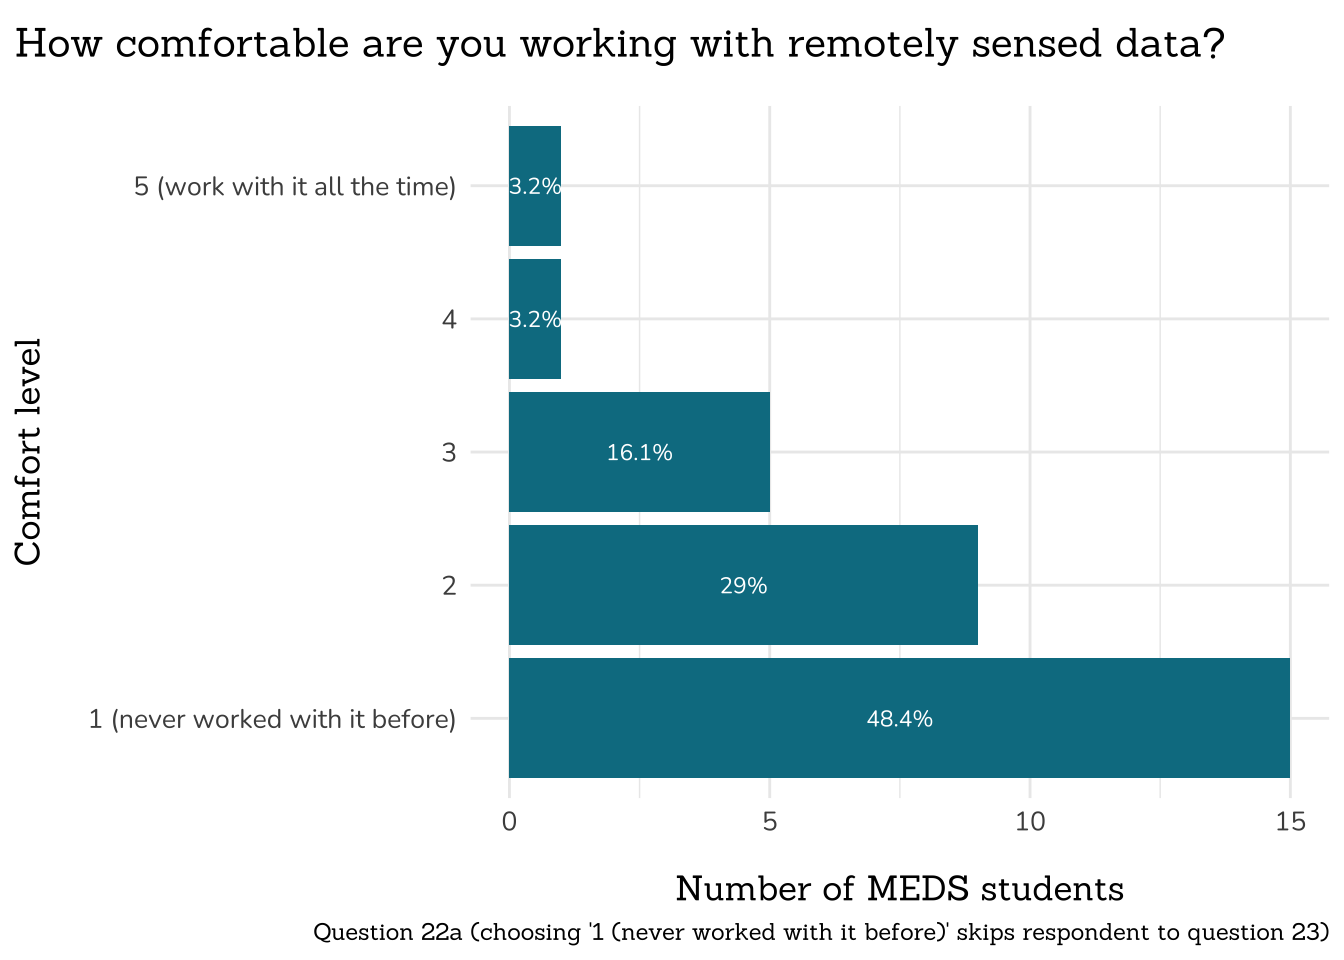 How comfortable are you working with remotely sensed data?
Comfort level
5 (work with it all the time)
3.2%
4
3.2%
3
16.1%
2
29%
1 (never worked with it before)
48.4%
0
5
10
15
Number of MEDS students
Question 22a (choosing '1 (never worked with it before)' skips respondent to question 23)